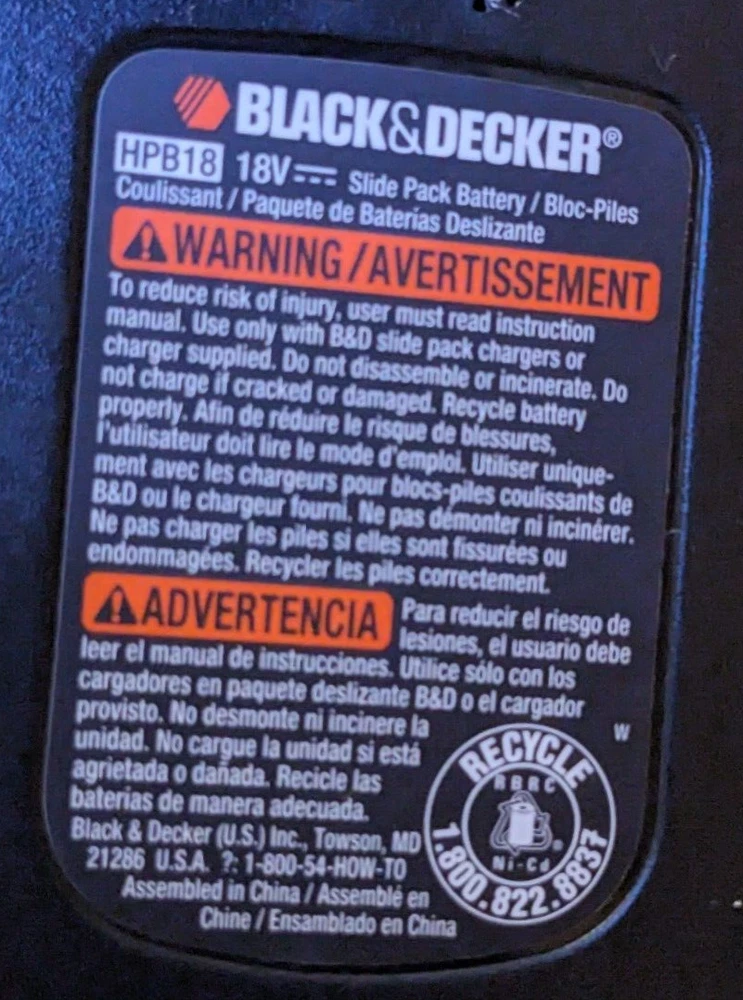 BLACK&DECKER®
HPB18 18V Slide Pack Battery / Bloc-Piles
Coulissant / Paquete de Baterías Deslizante
WARNING/AVERTISSEMENT
To reduce risk of injury, user must read instruction
manual. Use only with B&D slide pack chargers or
charger supplied. Do not disassemble or incinerate. Do
not charge if cracked or damaged. Recycle battery
properly. Afin de réduire le risque de blessures,
l'utilisateur doit lire le mode d'emploi. Utiliser unique-
ment avec les chargeurs pour blocs-piles coulissants de
B&D ou le chargeur fourni. Ne pas démonter ni incinérer.
Ne pas charger les piles si elles sont fissurées ou
endommagées. Recycler les piles correctement.
ADVERTENCIA Para reducir el riesgo de
lesiones, el usuario debe
leer el manual de instrucciones. Utilice sólo con los
cargadores en paquete deslizante B&D o el cargador
provisto. No desmonte ni incinere la
unidad. No cargue la unidad si está
agrietada o dañada. Recicle las
baterías de manera adecuada.
Black & Decker (U.S.) Inc., Towson, MD
21286 U.S.A. ?: 1-800-54-HOW-TO
Assembled in China / Assemblé en
Chine / Ensamblado en China
W
RECYCLE
RBRC
Ni-Cd
®
1.800.822.8837